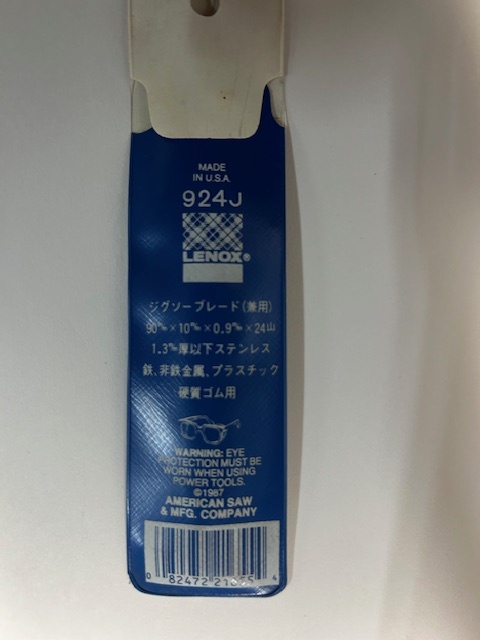 MADE
IN U.S.A.
924J
LENOX®
ジグソーブレード(兼用)
90㎜×10㎜×0.9㎜×24山
1.3㎜厚以下ステンレス
鉄、非鉄金属、プラスチック
硬質ゴム用
WARNING: EYE
PROTECTION MUST BE
WORN WHEN USING
POWER TOOLS.
©1987
AMERICAN SAW
& MFG. COMPANY
0 82472 4